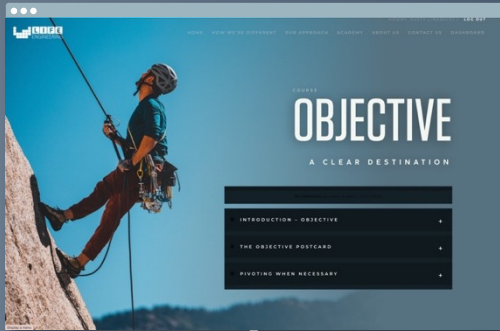 LOG OUT
LIFE
ENGINEERING
HOME HOW WE'RE DIFFERENT OUR APPROACH ACADEMY ABOUT US CONTACT US DASHBOARD
COURSE
OBJECTIVE
A CLEAR DESTINATION
INTRODUCTION - OBJECTIVE +
THE OBJECTIVE POSTCARD +
PIVOTING WHEN NECESSARY +